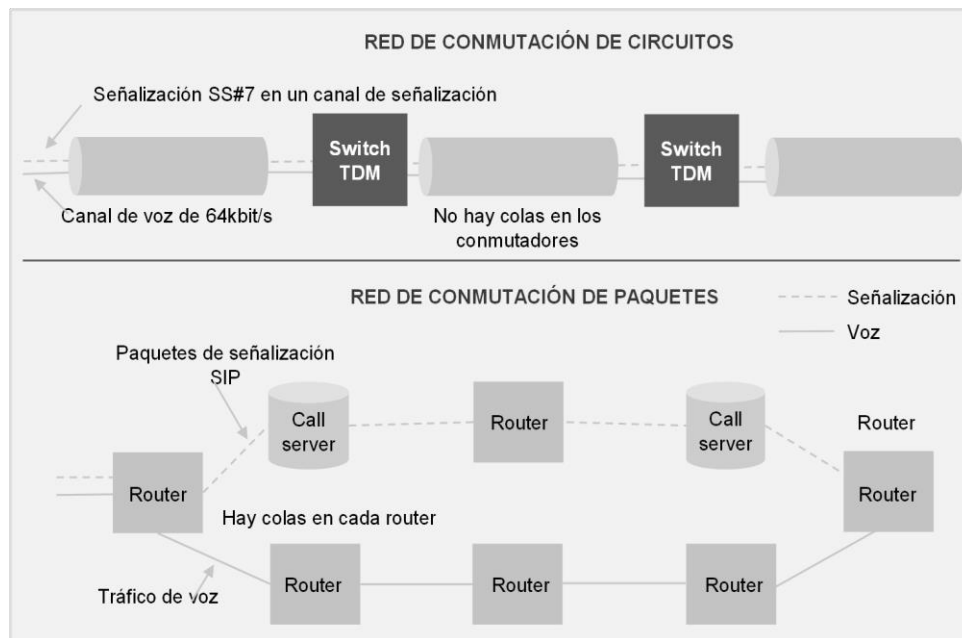 RED DE CONMUTACIÓN DE CIRCUITOS
Señalización SS#7 en un canal de señalización
Switch
TDM
Switch
TDM
Canal de voz de 64kbit/s
No hay colas en los
conmutadores
RED DE CONMUTACIÓN DE PAQUETES
Señalización
Voz
Paquetes de señalización
SIP
Call
server
Router
Call
server
Router
Router
Router
Hay colas en cada router
Router
Router
Router
Tráfico de voz